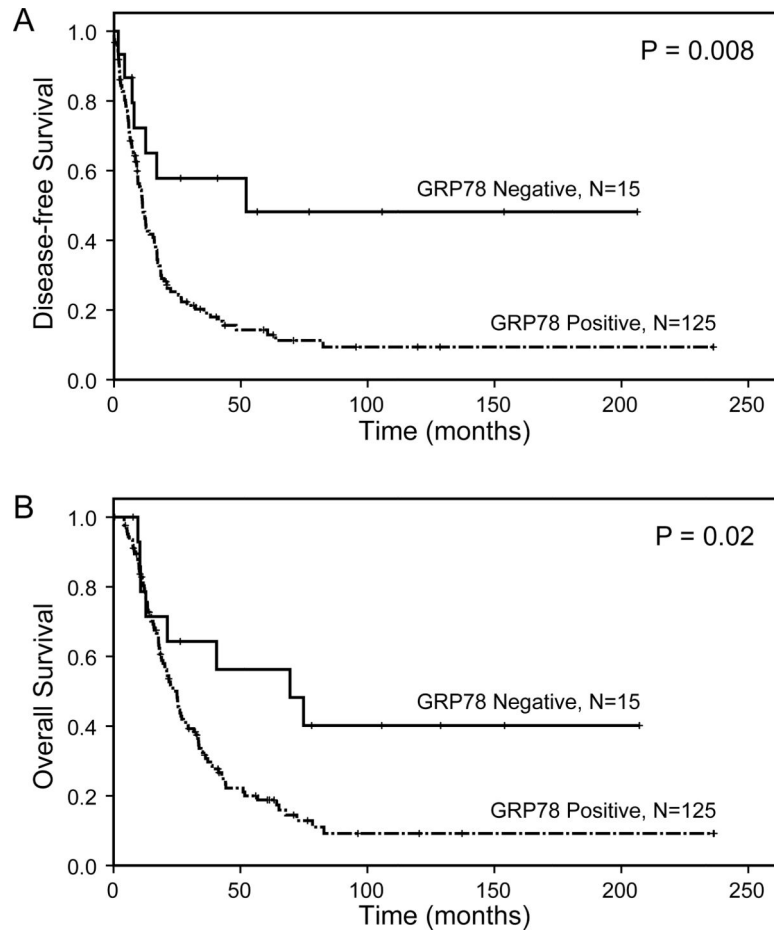 A
P = 0.008
Disease-free Survival
1.0
0.8
0.6
0.4
0.2
0.0
GRP78 Negative, N=15
GRP78 Positive, N=125
0 50 100 150 200 250
Time (months)
B
P = 0.02
Overall Survival
1.0
0.8
0.6
0.4
0.2
0.0
GRP78 Negative, N=15
GRP78 Positive, N=125
0 50 100 150 200 250
Time (months)